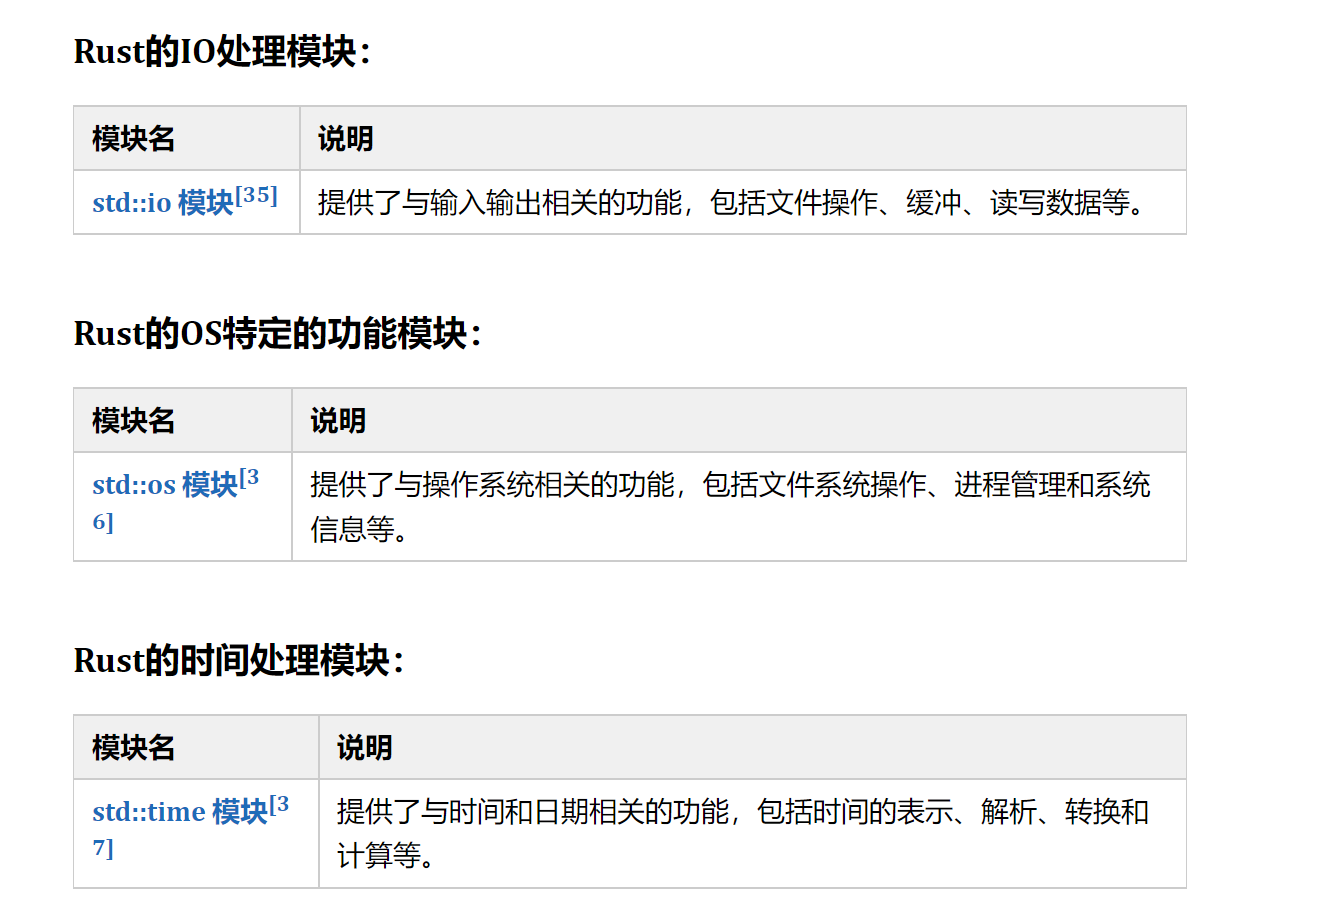 Rust的IO处理模块：
模块名 说明
std::io 模块[35] 提供了与输入输出相关的功能，包括文件操作、缓冲、读写数据等。
Rust的OS特定的功能模块：
模块名 说明
std::os 模块[3
6]
提供了与操作系统相关的功能，包括文件系统操作、进程管理和系统
信息等。
Rust的时间处理模块：
模块名 说明
std::time 模块[3
7]
提供了与时间和日期相关的功能，包括时间的表示、解析、转换和
计算等。